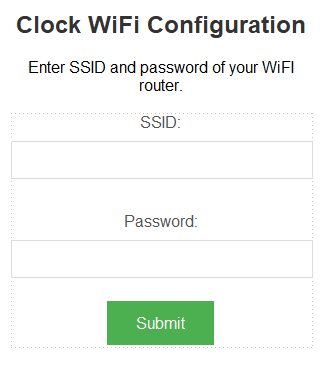 Clock WiFi Configuration
Enter SSID and password of your WiFI
router.
SSID:
Password:
Submit